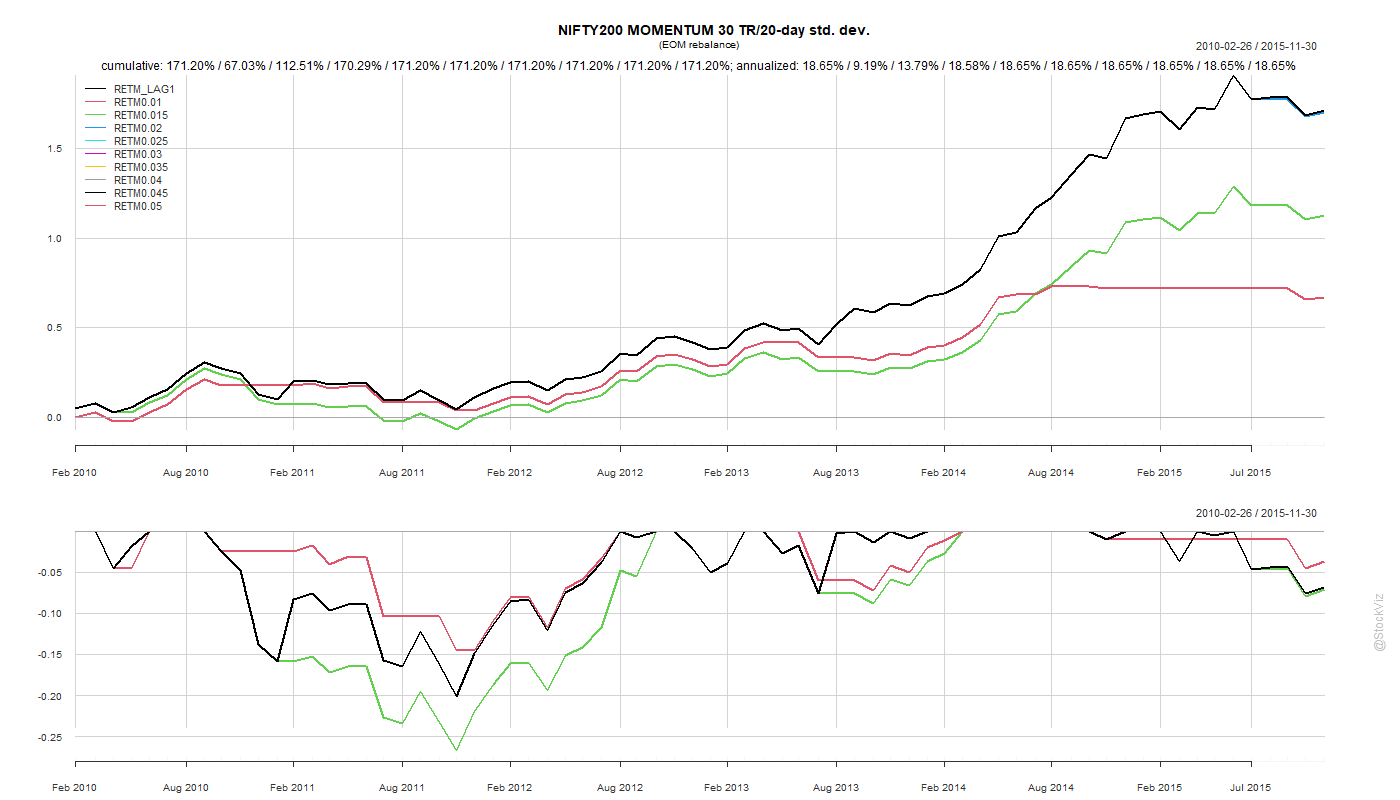 NIFTY200 MOMENTUM 30 TR/20-day std. dev.
(EOM rebalance)
2010-02-26 / 2015-11-30
cumulative: 171.20% / 67.03% / 112.51% / 170.29% / 171.20% / 171.20% / 171.20% / 171.20% / 171.20% / 171.20%; annualized: 18.65% / 9.19% / 13.79% / 18.58% / 18.65% / 18.65% / 18.65% / 18.65% / 18.65% / 18.65%
RETM_LAG1
RETM0.01
RETM0.015
RETM0.02
RETM0.025
RETM0.03
RETM0.035
RETM0.04
RETM0.045
RETM0.05
1.5
1.0
0.5
0.0
Feb 2010 Aug 2010 Feb 2011 Aug 2011 Feb 2012 Aug 2012 Feb 2013 Aug 2013 Feb 2014 Aug 2014 Feb 2015 Jul 2015
2010-02-26 / 2015-11-30
-0.05
-0.10
-0.15
-0.20
-0.25
Feb 2010 Aug 2010 Feb 2011 Aug 2011 Feb 2012 Aug 2012 Feb 2013 Aug 2013 Feb 2014 Aug 2014 Feb 2015 Jul 2015
@StockViz